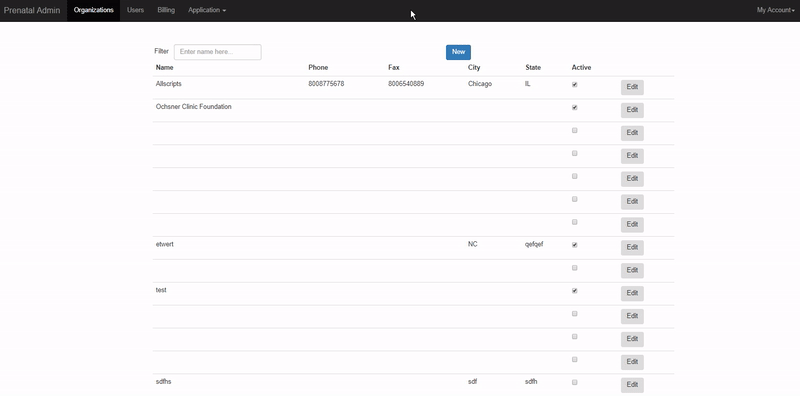 Prenatal Admin Organizations Users Billing Application My Account
Filter Enter name here... New
Name Phone Fax City State Active
Allscripts 8008775678 8006540889 Chicago IL Edit
Ochsner Clinic Foundation Edit
Edit
Edit
Edit
Edit
Edit
etwert NC qefqef Edit
Edit
test Edit
Edit
Edit
Edit
sdfhs sdf sdfh Edit